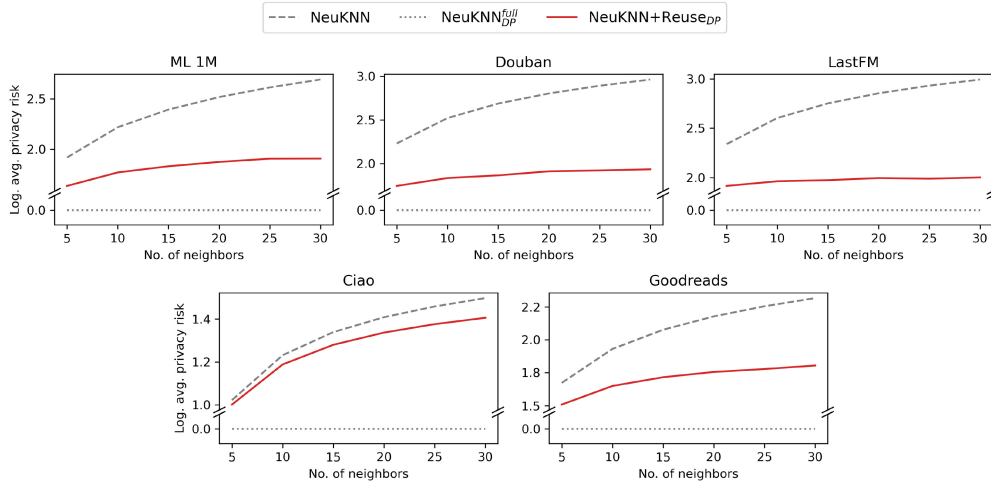 NeuKNN NeuKNN_{DP}^{full} NeuKNN+Reuse_{DP}
ML 1M
Log. avg. privacy risk
2.5
2.0
0.0
5 10 15 20 25 30
No. of neighbors
Douban
3.0
2.5
2.0
0.0
5 10 15 20 25 30
No. of neighbors
LastFM
3.0
2.5
2.0
0.0
5 10 15 20 25 30
No. of neighbors
Ciao
Log. avg. privacy risk
1.4
1.2
1.0
0.0
5 10 15 20 25 30
No. of neighbors
Goodreads
2.2
2.0
1.8
1.5
0.0
5 10 15 20 25 30
No. of neighbors